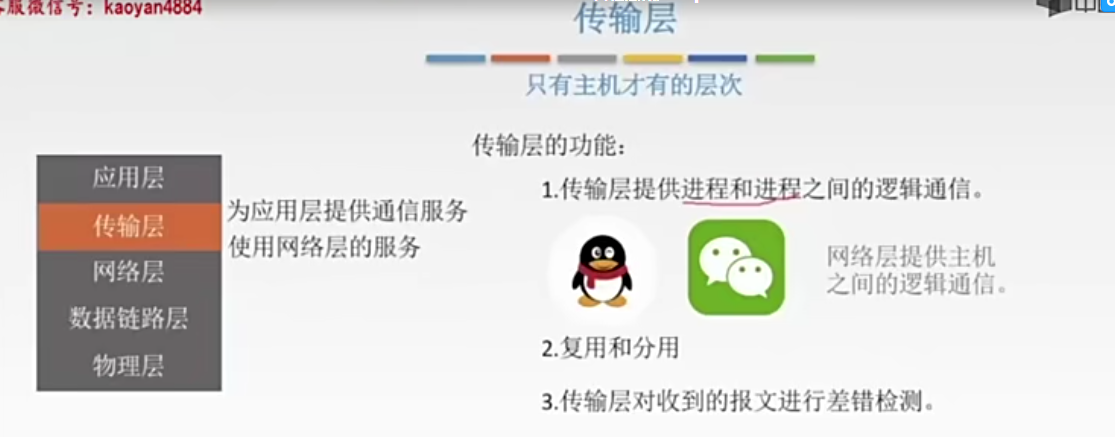 客服微信号：kaoyan4884
传输层
只有主机才有的层次
传输层的功能：
应用层
传输层
网络层
数据链路层
物理层
为应用层提供通信服务
使用网络层的服务
1.传输层提供进程和进程之间的逻辑通信。
网络层提供主机
之间的逻辑通信。
2.复用和分用
3.传输层对收到的报文进行差错检测。